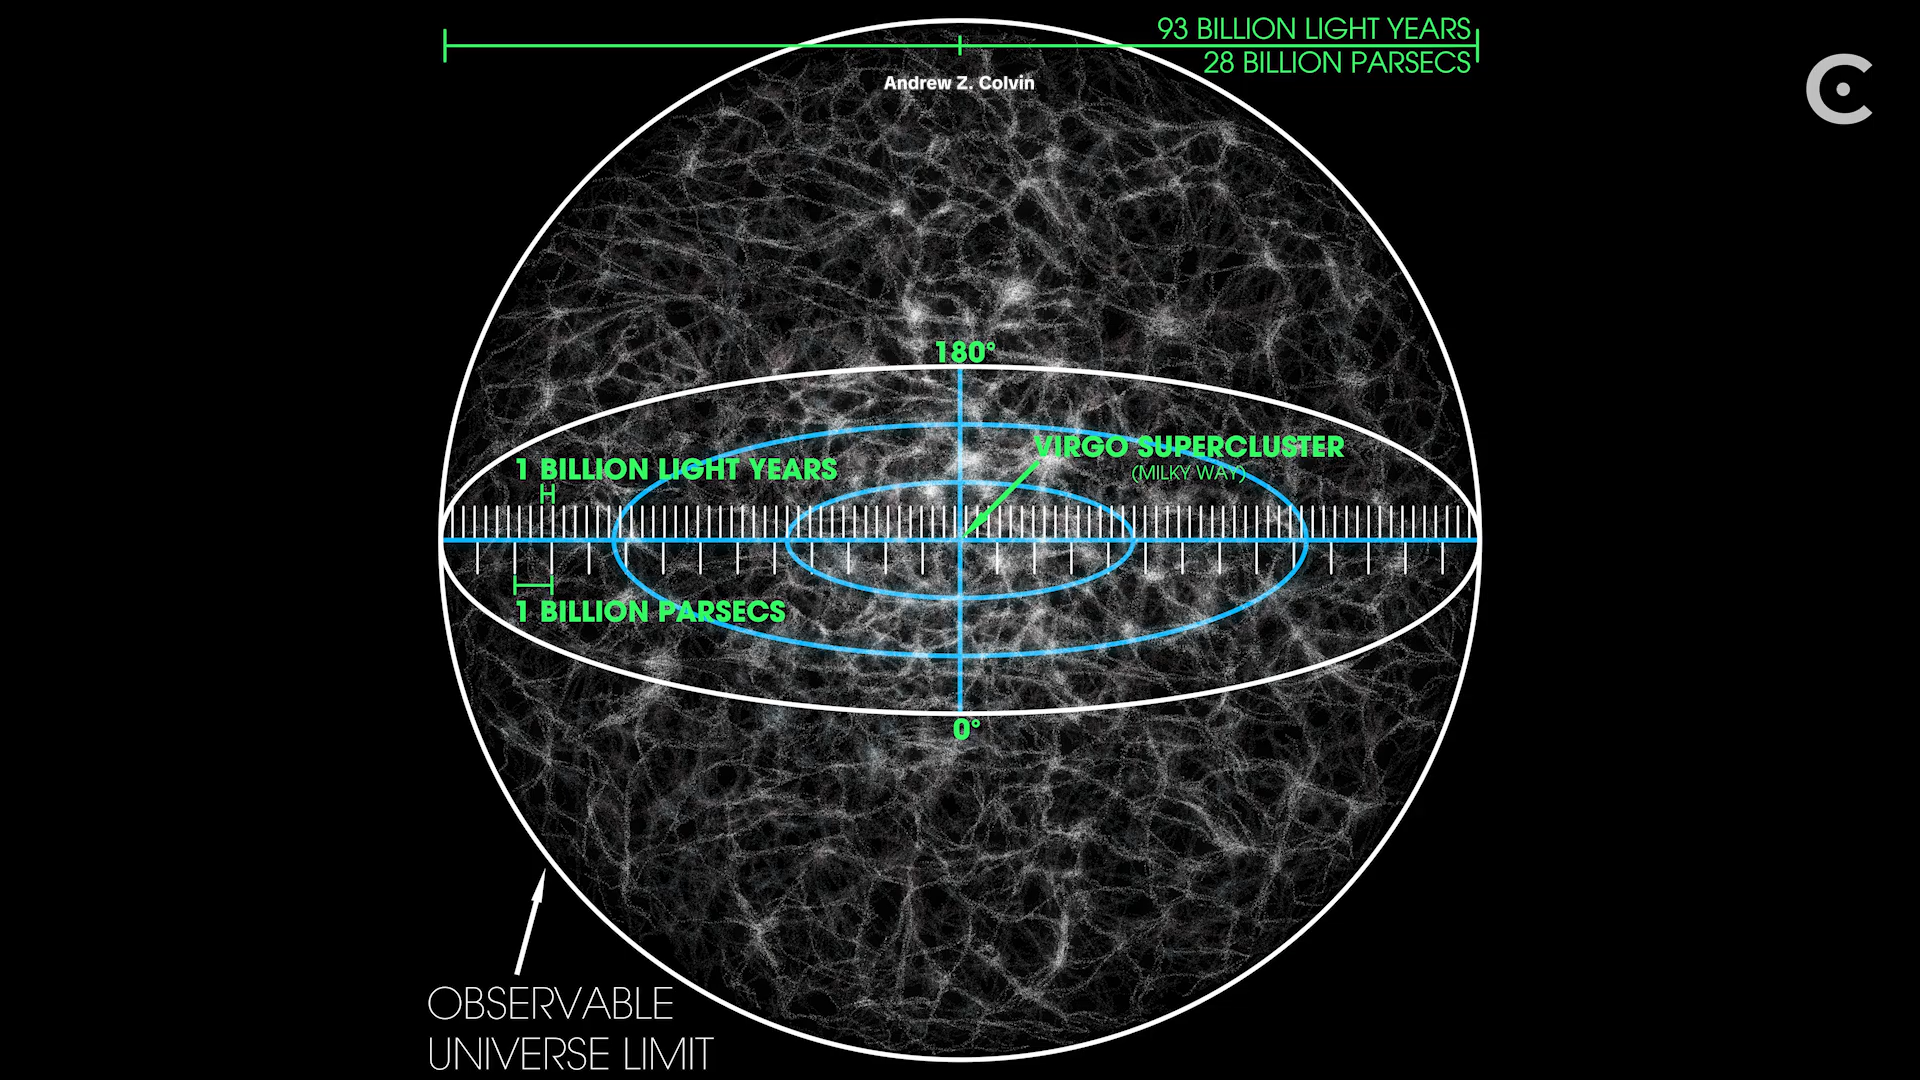 93 BILLION LIGHT YEARS
28 BILLION PARSECS
Andrew Z. Colvin
180°
VIRGO SUPERCLUSTER
(MILKY WAY)
1 BILLION LIGHT YEARS
1 BILLION PARSECS
0°
OBSERVABLE
UNIVERSE LIMIT